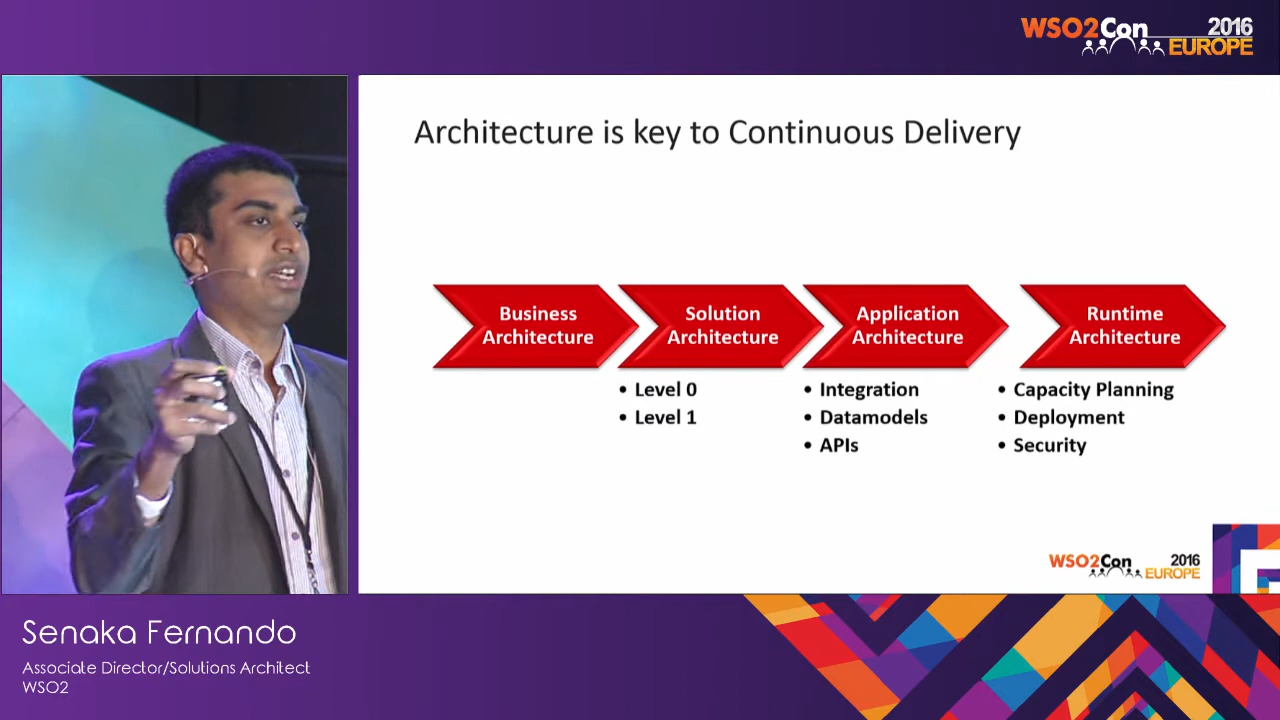 WSO2Con 2016
EUROPE
Architecture is key to Continuous Delivery
Business
Architecture
Solution
Architecture
• Level 0
• Level 1
Application
Architecture
• Integration
• Datamodels
• APIs
Runtime
Architecture
• Capacity Planning
• Deployment
• Security
WSO2Con 2016
EUROPE
Senaka Fernando
Associate Director/Solutions Architect
WSO2